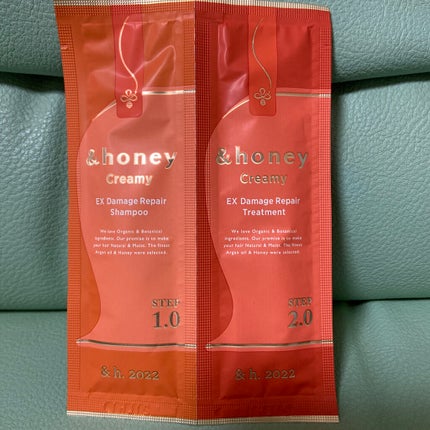 &honey
Creamy
EX Damage Repair
Shampoo
We love Organic & Botanical
Ingredients. Our promise is to make
your hair Natural & Moist. The finest
Argan oil & Honey were selected.
STEP
1.0
& h. 2022
&honey
Creamy
EX Damage Repair
Treatment
We love Organic & Botanical
Ingredients. Our promise is to make
your hair Natural & Moist. The finest
Argan oil & Honey were selected.
STEP
2.0
& h. 2022